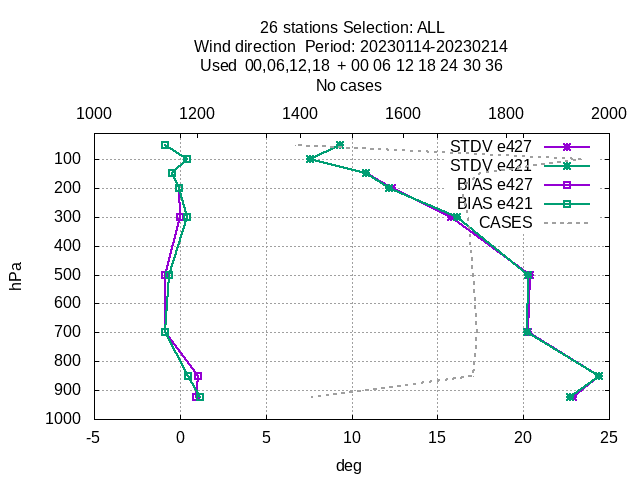 26 stations Selection: ALL
Wind direction  Period: 20230114-20230214
Used  00,06,12,18  + 00 06 12 18 24 30 36
No cases
1000 1200 1400 1600 1800 2000
STDV e427
STDV e421
BIAS e427
BIAS e421
CASES
100
200
300
400
500
600
700
800
900
1000
hPa
-5 0 5 10 15 20 25
deg